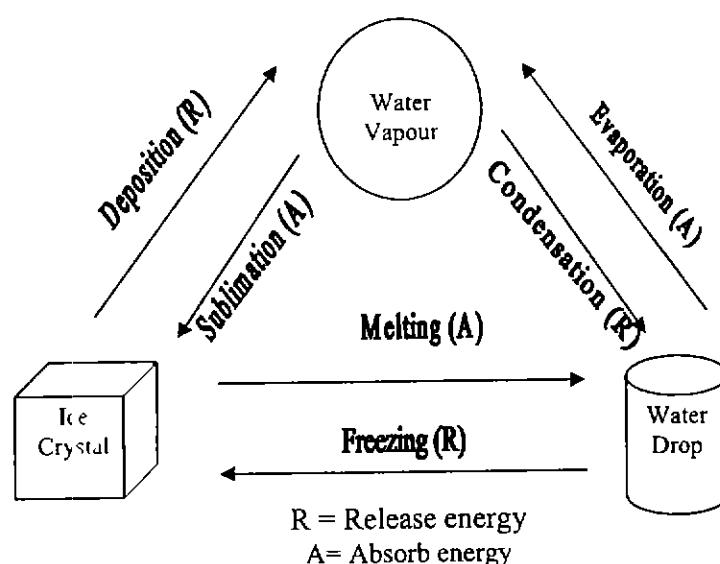 Water
Vapour
Deposition (R)
Sublimation (A)
Condensation (R)
Evaporation (A)
Melting (A)
Ice
Crystal
Freezing (R)
Water
Drop
R = Release energy
A= Absorb energy